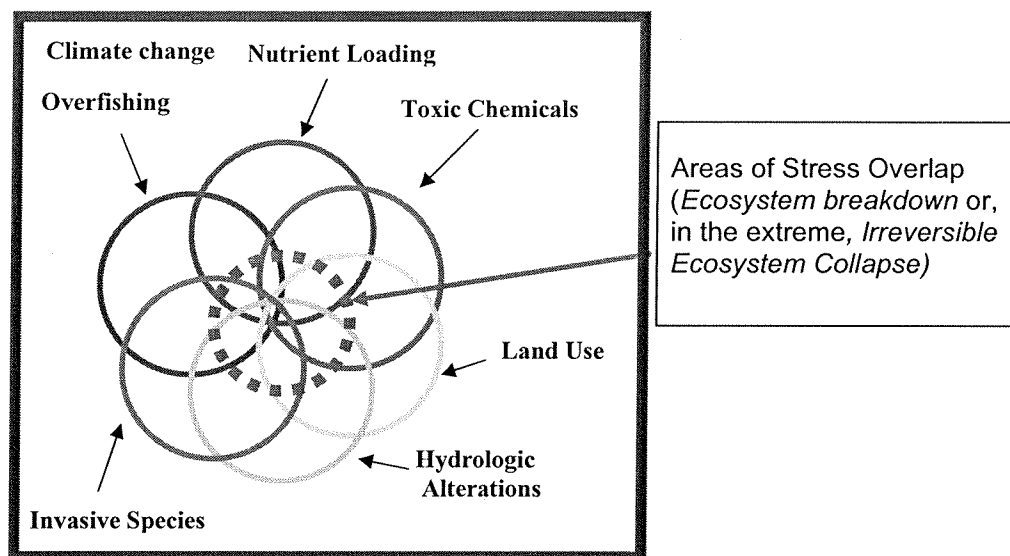 Climate change
Nutrient Loading
Overfishing
Toxic Chemicals
Areas of Stress Overlap
(Ecosystem breakdown or,
in the extreme, Irreversible
Ecosystem Collapse)
Land Use
Hydrologic
Alterations
Invasive Species